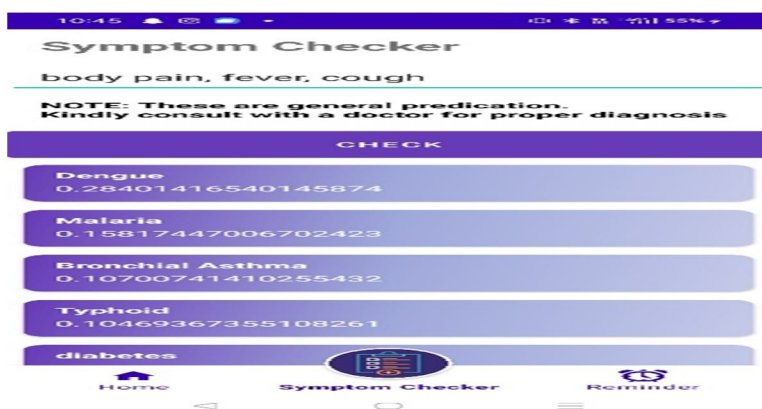 10:45 55%
Symptom Checker
body pain, fever, cough
NOTE: These are general predication.
Kindly consult with a doctor for proper diagnosis
CHECK
Dengue
0.28401416540145874
Malaria
0.15817447006702423
Bronchial Asthma
0.10700741410255432
Typhoid
0.10469367355108261
diabetes
Home Symptom Checker Reminder